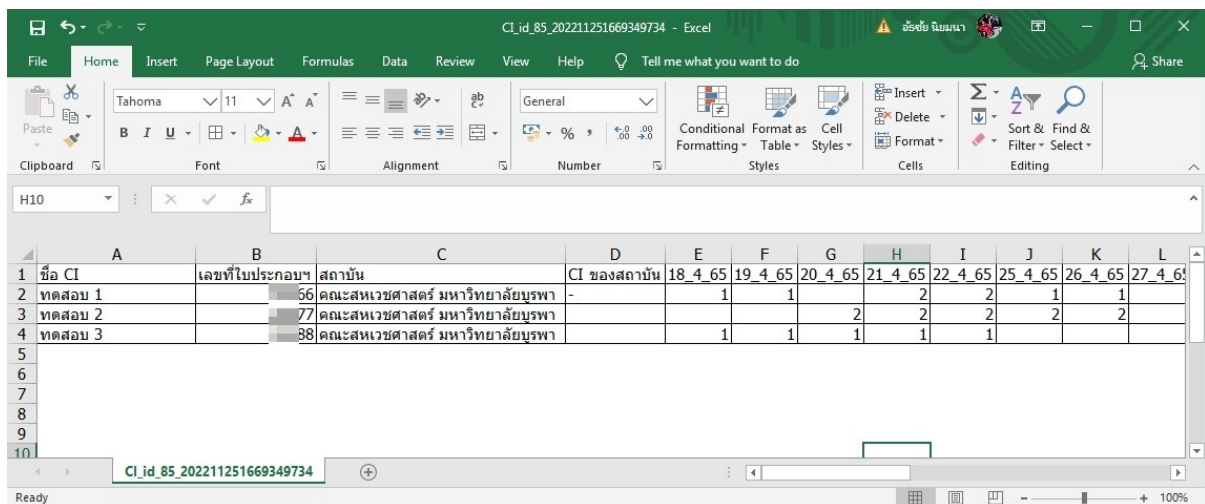 CI_id_85_202211251669349734 - Excel
อัธชัย นิยมนา
File Home Insert Page Layout Formulas Data Review View Help Tell me what you want to do Share
Paste
Clipboard
Tahoma 11
B I U
Font
Alignment
General
Number
Conditional Formatting
Format as Table
Cell Styles
Styles
Insert
Delete
Format
Cells
Sort & Filter
Find & Select
Editing
H10 fx
A B C D E F G H I J K L
1 ชื่อ CI เลขที่ใบประกอบฯ สถาบัน CI ของสถาบัน 18_4_65 19_4_65 20_4_65 21_4_65 22_4_65 25_4_65 26_4_65 27_4_6
2 ทดสอบ 1 66 คณะสหเวชศาสตร์ มหาวิทยาลัยบูรพา - 1 1 2 2 1 1
3 ทดสอบ 2 77 คณะสหเวชศาสตร์ มหาวิทยาลัยบูรพา 2 2 2 2 2
4 ทดสอบ 3 88 คณะสหเวชศาสตร์ มหาวิทยาลัยบูรพา 1 1 1 1 1
5
6
7
8
9
10
CI_id_85_202211251669349734
Ready 100%